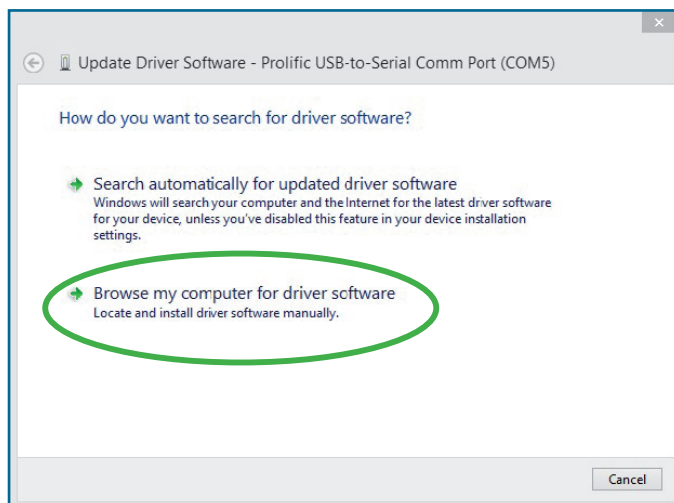 Update Driver Software - Prolific USB-to-Serial Comm Port (COM5)
How do you want to search for driver software?
Search automatically for updated driver software
Windows will search your computer and the Internet for the latest driver software
for your device, unless you've disabled this feature in your device installation
settings.
Browse my computer for driver software
Locate and install driver software manually.
Cancel